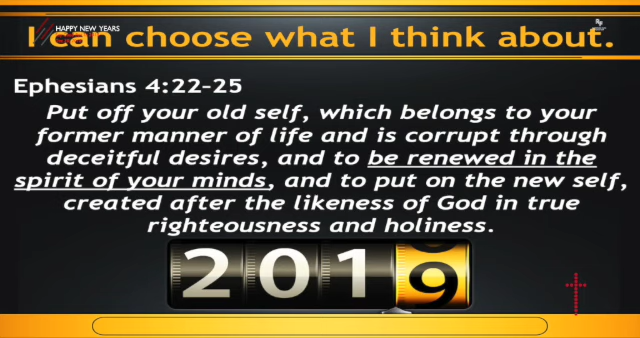 HAPPY NEW YEARS
I can choose what I think about.
Ephesians 4:22-25
Put off your old self, which belongs to your
former manner of life and is corrupt through
deceitful desires, and to be renewed in the
spirit of your minds, and to put on the new self,
created after the likeness of God in true
righteousness and holiness.
2019